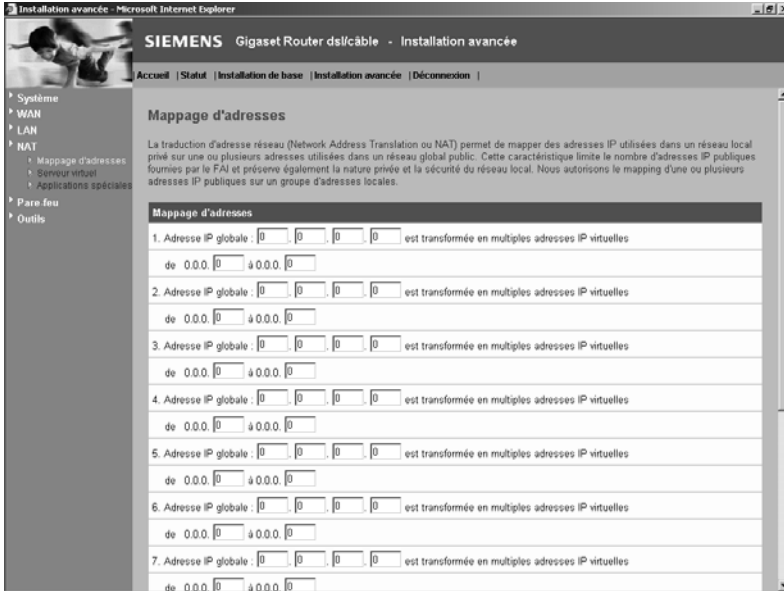 Installation avancée - Microsoft Internet Explorer
SIEMENS Gigaset Router dsl/câble - Installation avancée
Accueil | Statut | Installation de base | Installation avancée | Déconnexion |
Système
WAN
LAN
NAT
Mappage d'adresses
Serveur virtuel
Applications spéciales
Pare-feu
Outils
Mappage d'adresses
La traduction d'adresse réseau (Network Address Translation ou NAT) permet de mapper des adresses IP utilisées dans un réseau local
privé sur une ou plusieurs adresses utilisées dans un réseau global public. Cette caractéristique limite le nombre d'adresses IP publiques
fournies par le FAI et préserve également la nature privée et la sécurité du réseau local. Nous autorisons le mapping d'une ou plusieurs
adresses IP publiques sur un groupe d'adresses locales.
Mappage d'adresses
1. Adresse IP globale : 0 . 0 . 0 . 0 est transformée en multiples adresses IP virtuelles
de 0.0.0. 0 à 0.0.0. 0
2. Adresse IP globale : 0 . 0 . 0 . 0 est transformée en multiples adresses IP virtuelles
de 0.0.0. 0 à 0.0.0. 0
3. Adresse IP globale : 0 . 0 . 0 . 0 est transformée en multiples adresses IP virtuelles
de 0.0.0. 0 à 0.0.0. 0
4. Adresse IP globale : 0 . 0 . 0 . 0 est transformée en multiples adresses IP virtuelles
de 0.0.0. 0 à 0.0.0. 0
5. Adresse IP globale : 0 . 0 . 0 . 0 est transformée en multiples adresses IP virtuelles
de 0.0.0. 0 à 0.0.0. 0
6. Adresse IP globale : 0 . 0 . 0 . 0 est transformée en multiples adresses IP virtuelles
de 0.0.0. 0 à 0.0.0. 0
7. Adresse IP globale : 0 . 0 . 0 . 0 est transformée en multiples adresses IP virtuelles
de 0.0.0. 0 à 0.0.0. 0